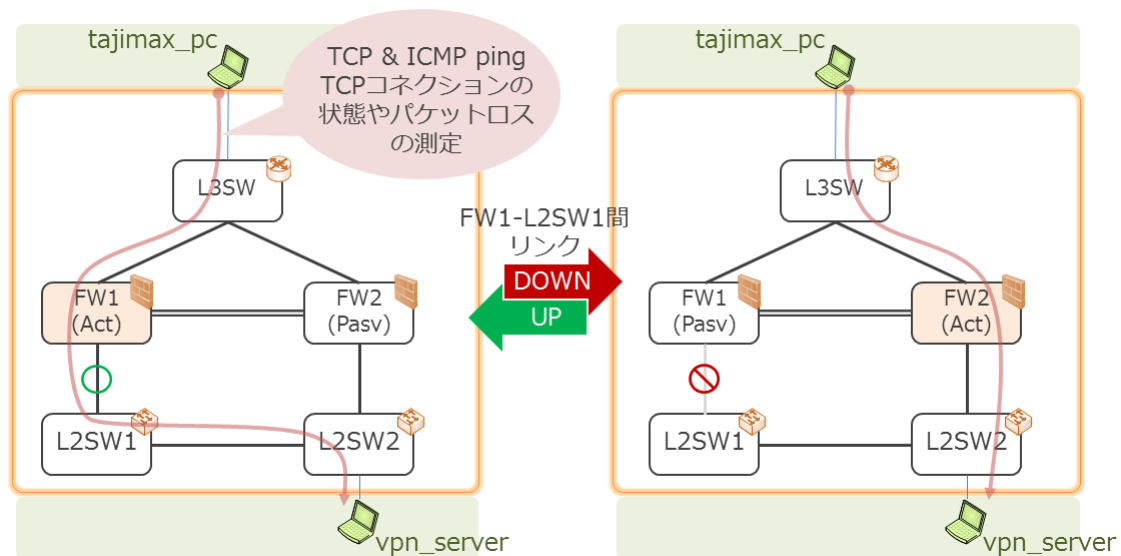 tajimax_pc
TCP & ICMP ping
TCPコネクションの
状態やパケットロス
の測定
L3SW
FW1
(Act)
FW2
(Pasv)
L2SW1
L2SW2
vpn_server
FW1-L2SW1間
リンク
DOWN
UP
tajimax_pc
L3SW
FW1
(Pasv)
FW2
(Act)
L2SW1
L2SW2
vpn_server